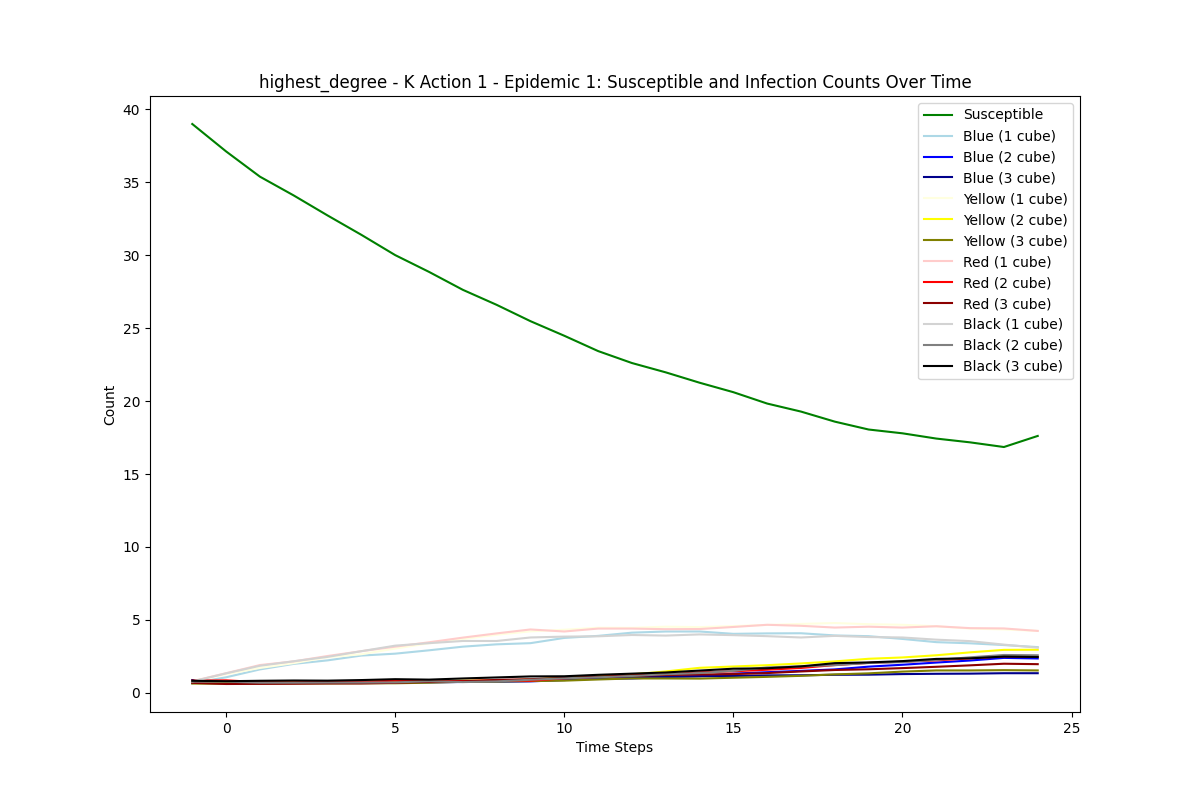 highest_degree - K Action 1 - Epidemic 1: Susceptible and Infection Counts Over Time
40
35
30
25
20
15
10
5
0
Count
Susceptible
Blue (1 cube)
Blue (2 cube)
Blue (3 cube)
Yellow (1 cube)
Yellow (2 cube)
Yellow (3 cube)
Red (1 cube)
Red (2 cube)
Red (3 cube)
Black (1 cube)
Black (2 cube)
Black (3 cube)
0
5
10
15
20
25
Time Steps